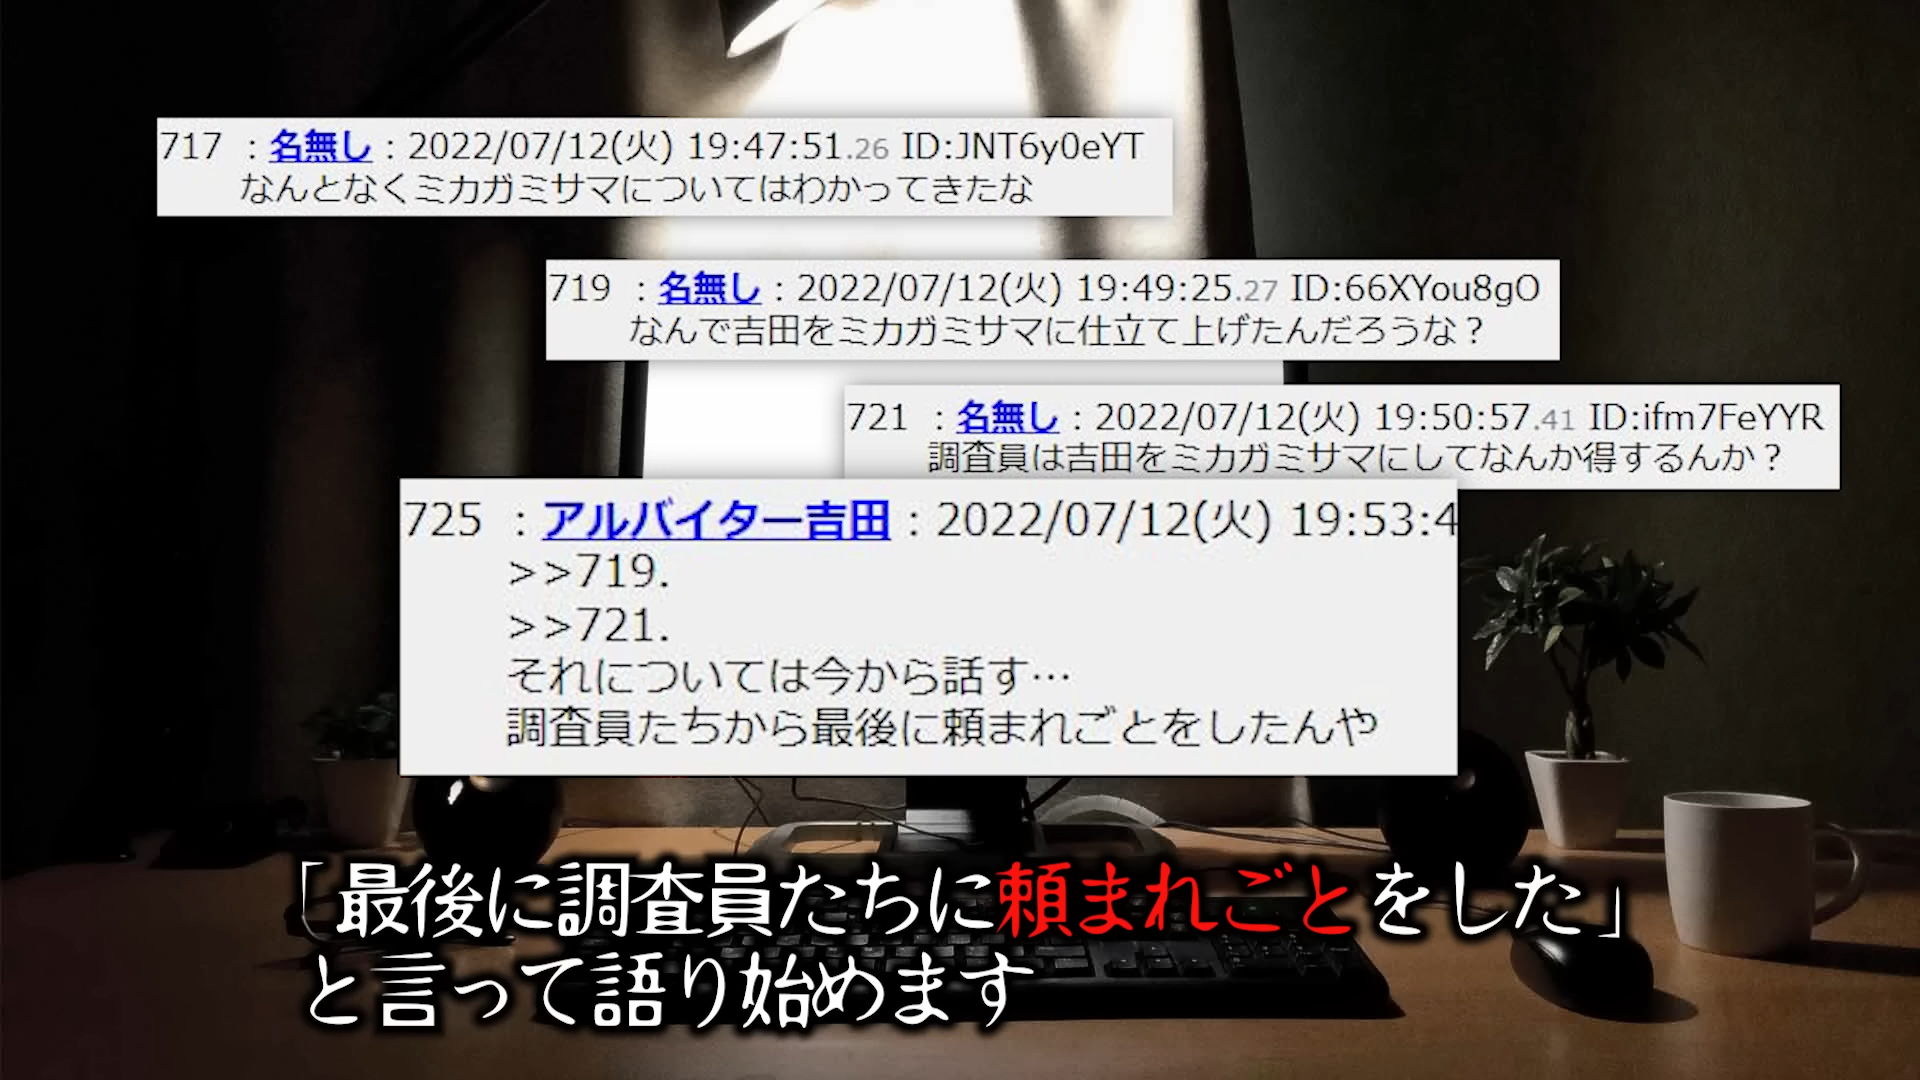 717 ：名無し：2022/07/12(火) 19:47:51.26 ID:JNT6y0eYT
なんとなくミカガミサマについてはわかってきたな
719 ：名無し：2022/07/12(火) 19:49:25.27 ID:66XYou8gO
なんで吉田をミカガミサマに仕立て上げたんだろうな？
721 ：名無し：2022/07/12(火) 19:50:57.41 ID:ifm7FeYYR
調査員は吉田をミカガミサマにしてなんか得するんか？
725 ：アルバイター吉田：2022/07/12(火) 19:53:4
>>719.
>>721.
それについては今から話す…
調査員たちから最後に頼まれごとをしたんや
「最後に調査員たちに頼まれごとをした」
と言って語り始めます